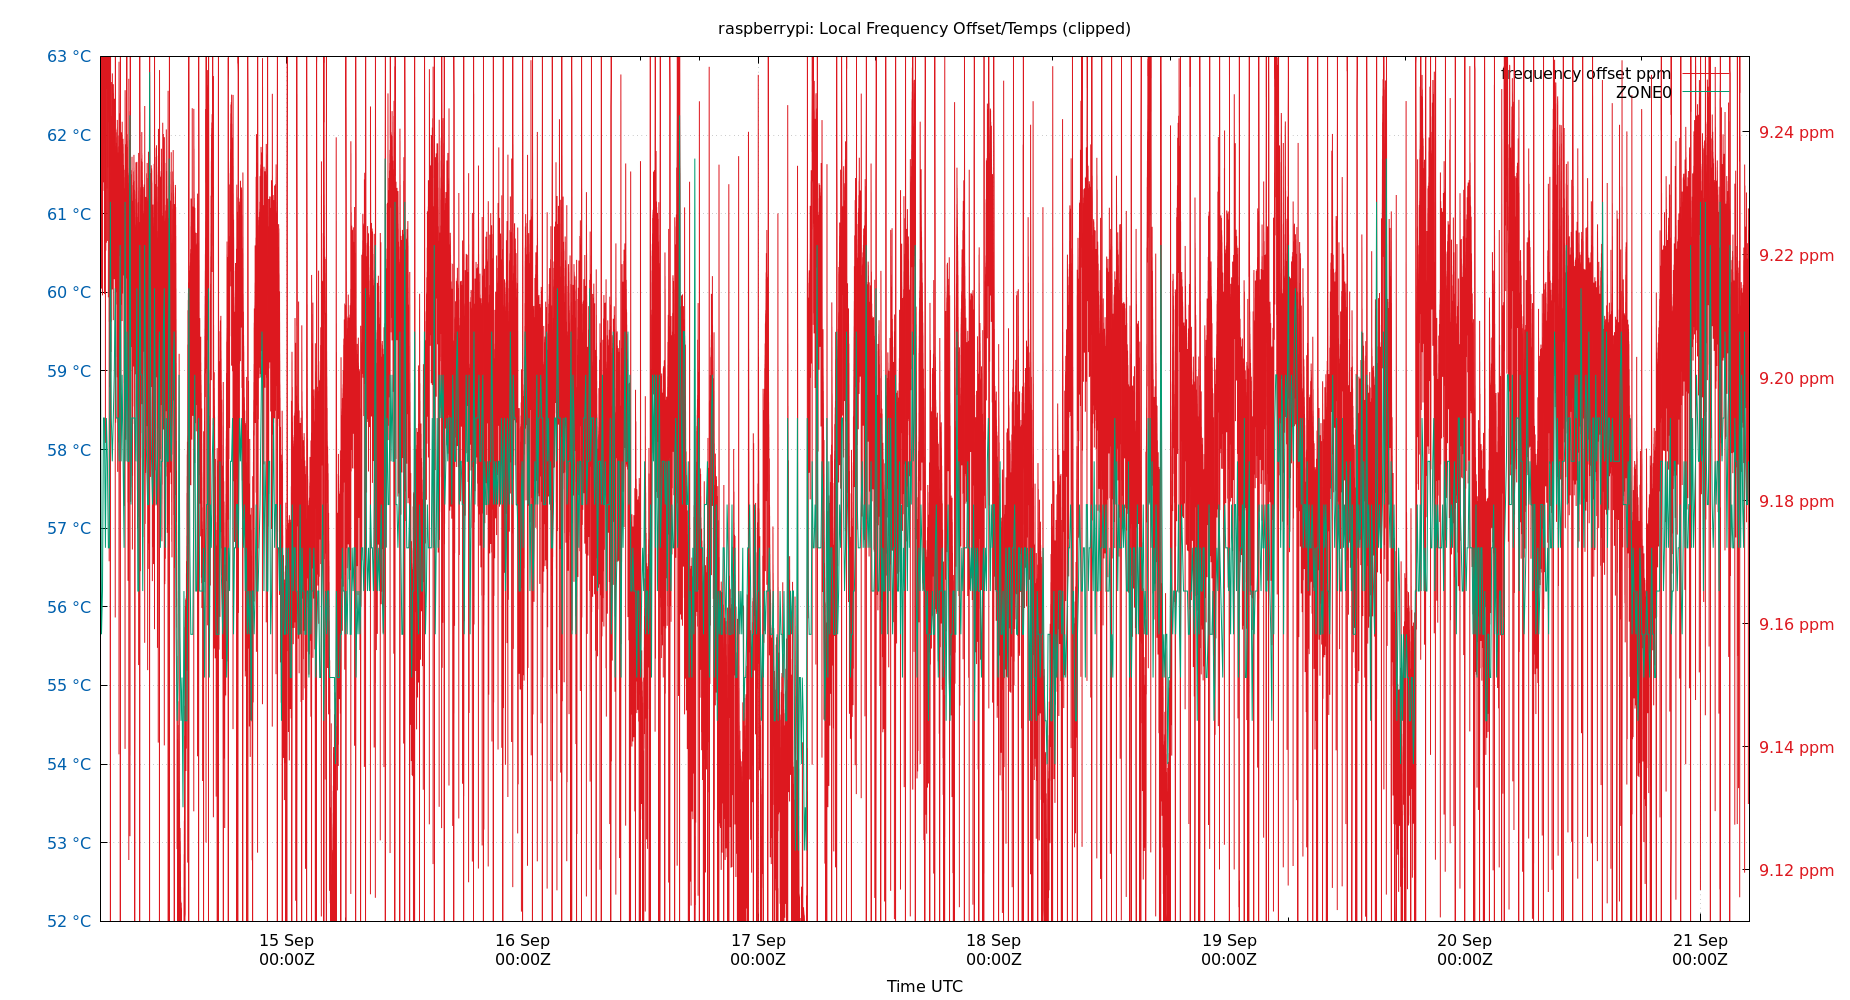 raspberrypi: Local Frequency Offset/Temps (clipped)
63 °C
62 °C
61 °C
60 °C
59 °C
58 °C
57 °C
56 °C
55 °C
54 °C
53 °C
52 °C
frequency offset ppm
ZONE0
9.24 ppm
9.22 ppm
9.20 ppm
9.18 ppm
9.16 ppm
9.14 ppm
9.12 ppm
15 Sep 16 Sep 17 Sep 18 Sep 19 Sep 20 Sep 21 Sep
00:00Z 00:00Z 00:00Z 00:00Z 00:00Z 00:00Z 00:00Z
Time UTC